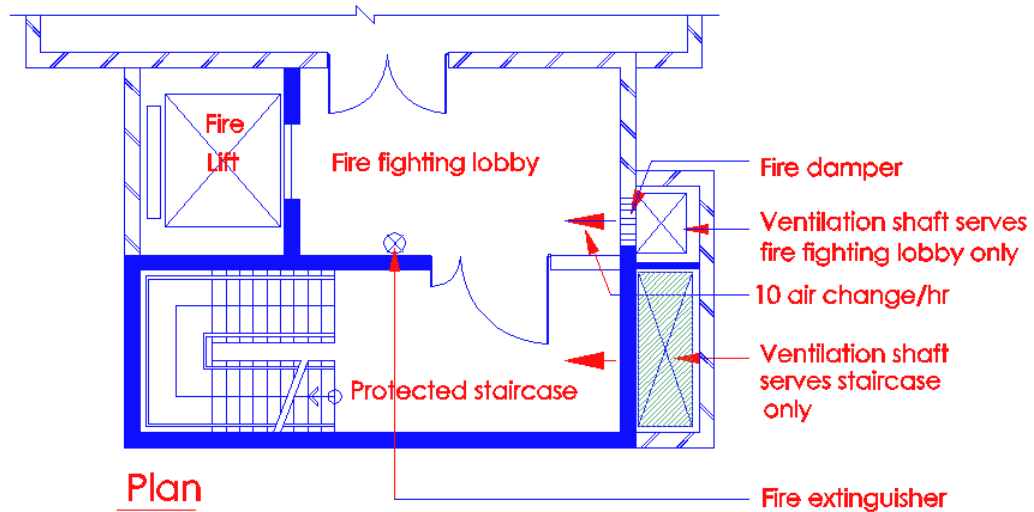 Fire
Lift
Fire fighting lobby
Fire damper
Ventilation shaft serves
fire fighting lobby only
10 air change/hr
Ventilation shaft
serves staircase
only
Protected staircase
Plan
Fire extinguisher